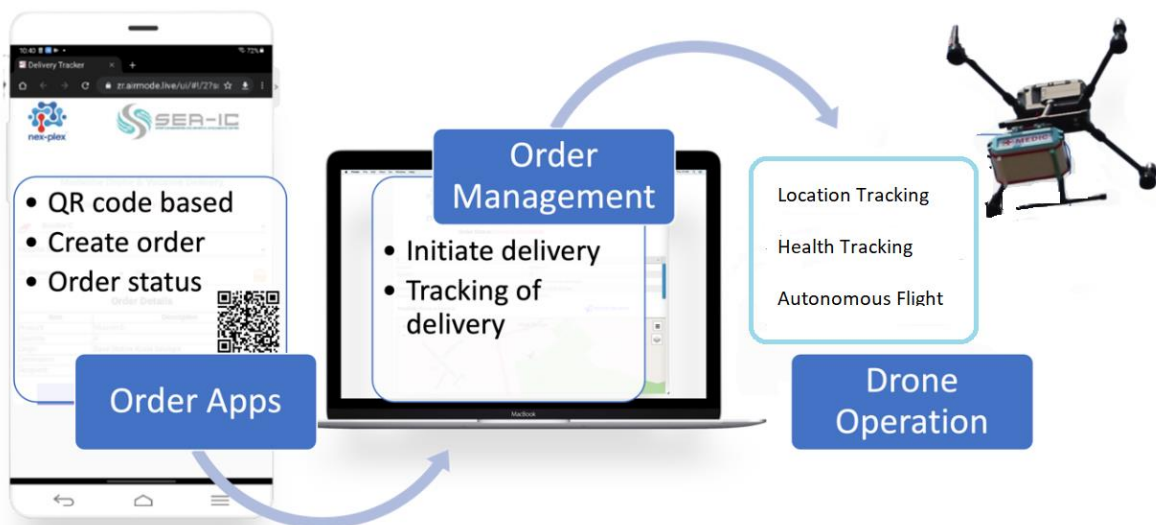 10:40
72%
Delivery Tracker
zr.airmode.live/ui/#!/2?s
nex-plex
SEA-IC
• QR code based
• Create order
• Order status
Order Details
Order Apps
Order
Management
• Initiate delivery
• Tracking of
delivery
MacBook
MEDIC
Location Tracking
Health Tracking
Autonomous Flight
Drone
Operation